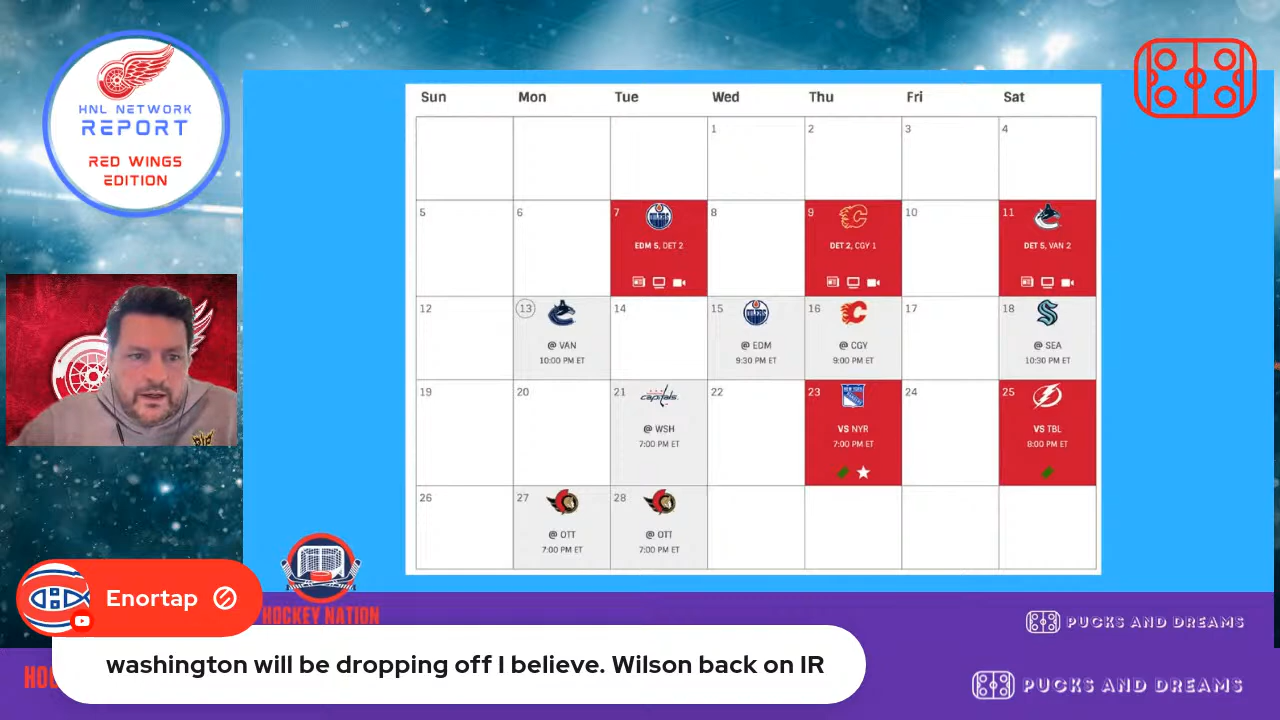 HNL NETWORK
REPORT
RED WINGS
EDITION
Sun Mon Tue Wed Thu Fri Sat
1 2 3 4
5 6 7 8 9 10 11
EDM 5, DET 2 DET 2, CGY 1 DET 5, VAN 2
12 13 14 15 16 17 18
@ VAN @ EDM @ CGY @ SEA
10:00 PM ET 9:30 PM ET 9:00 PM ET 10:30 PM ET
19 20 21 22 23 24 25
capitals NEW YORK
@ WSH VS NYR VS TBL
7:00 PM ET 7:00 PM ET 8:00 PM ET
26 27 28
@ OTT @ OTT
7:00 PM ET 7:00 PM ET
Enortap
HOCKEY NATION
PUCKS AND DREAMS
washington will be dropping off I believe. Wilson back on IR
HO
PUCKS AND DREAMS